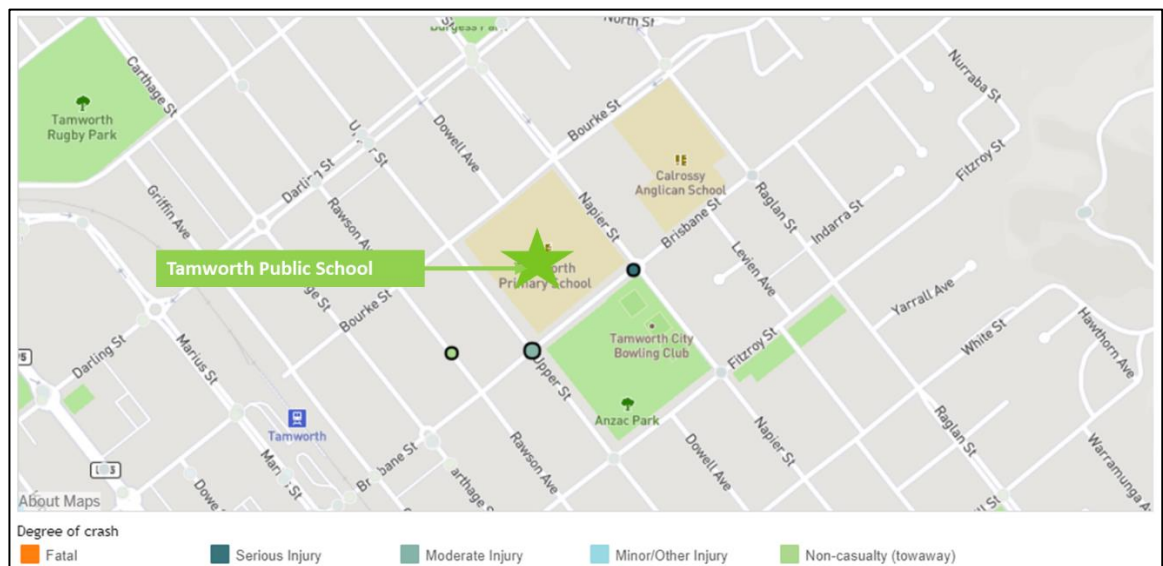 Burgess Park
North St
Carthage St
Tamworth
Rugby Park
Upper St
Dowell Ave
Bourke St
Nurraba St
Calrossy
Anglican School
Fitzroy St
Darling St
Griffin Ave
Rawson Ave
Napier St
Raglan St
Indarra St
Brisbane St
Tamworth Public School
Primary School
Levien Ave
Yarrall Ave
Bourke St
Tamworth City
Bowling Club
Fitzroy St
White St
Hawthorn Ave
Darling St
Marius St
Upper St
Anzac Park
Tamworth
Rawson Ave
Dowell Ave
Napier St
Raglan St
Warramunga Av
Brisbane St
About Maps
Degree of crash
Fatal
Serious Injury
Moderate Injury
Minor/Other Injury
Non-casualty (towaway)